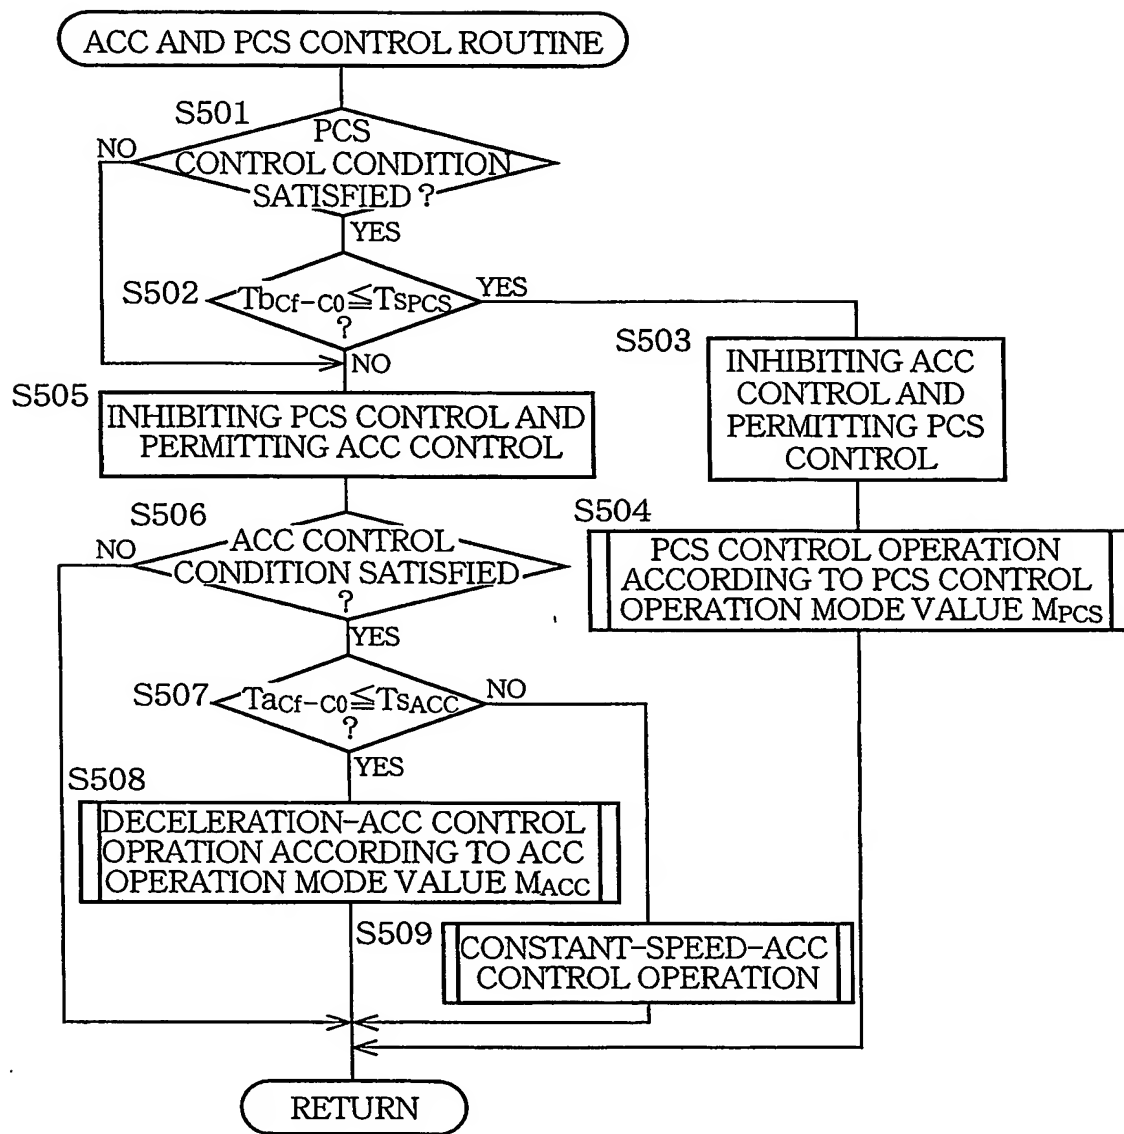 ACC AND PCS CONTROL ROUTINE
S501
PCS
CONTROL CONDITION
SATISFIED ?
NO
YES
S502
TbCf-C0≦TsPCS
?
YES
NO
S503
INHIBITING ACC
CONTROL AND
PERMITTING PCS
CONTROL
S505
INHIBITING PCS CONTROL AND
PERMITTING ACC CONTROL
S504
PCS CONTROL OPERATION
ACCORDING TO PCS CONTROL
OPERATION MODE VALUE MPCS
S506
NO
ACC CONTROL
CONDITION SATISFIED
?
YES
S507
TaCf-C0≦TsACC
?
NO
YES
S508
DECELERATION-ACC CONTROL
OPRATION ACCORDING TO ACC
OPERATION MODE VALUE MACC
S509
CONSTANT-SPEED-ACC
CONTROL OPERATION
RETURN